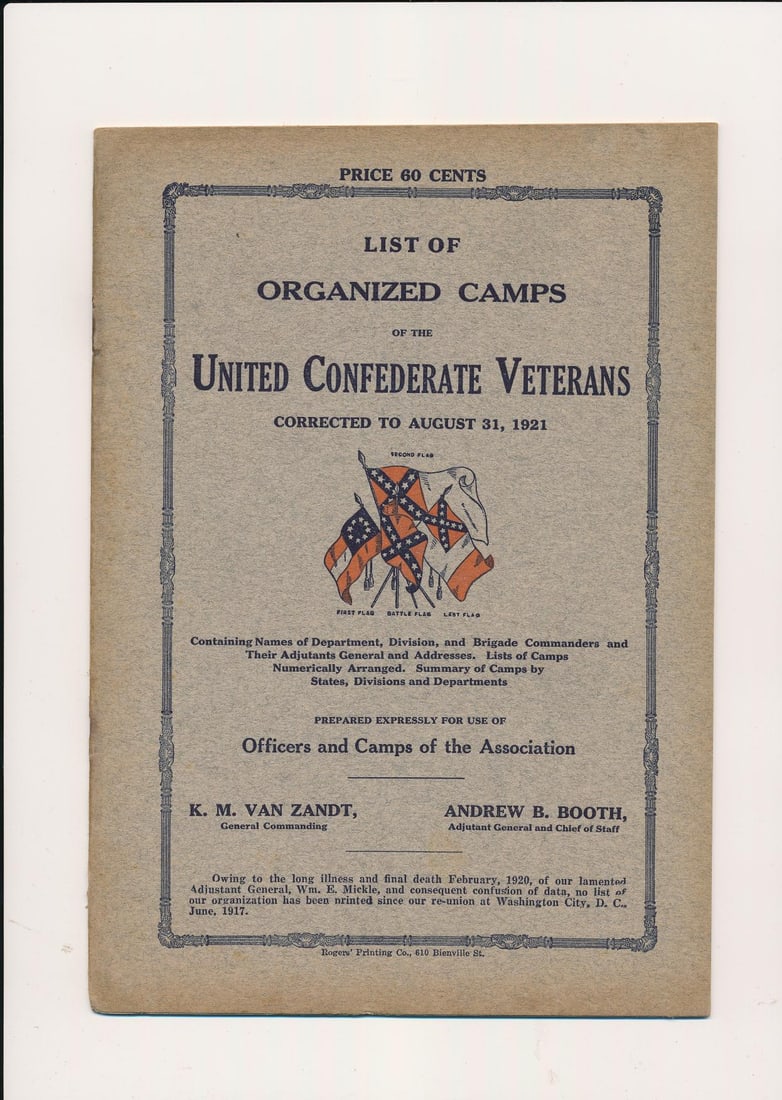 PRICE 60 CENTS
LIST OF
ORGANIZED CAMPS
OF THE
UNITED CONFEDERATE VETERANS
CORRECTED TO AUGUST 31, 1921
SECOND FLAG
FIRST FLAG BATTLE FLAG LAST FLAG
Containing Names of Department, Division, and Brigade Commanders and
Their Adjutants General and Addresses. Lists of Camps
Numerically Arranged. Summary of Camps by
States, Divisions and Departments
PREPARED EXPRESSLY FOR USE OF
Officers and Camps of the Association
K. M. VAN ZANDT, ANDREW B. BOOTH,
General Commanding Adjutant General and Chief of Staff
Owing to the long illness and final death February, 1920, of our lamented
Adjustant General, Wm. E. Mickle, and consequent confusion of data, no list of
our organization has been printed since our re-union at Washington City, D. C.,
June, 1917.
Rogers' Printing Co., 610 Bienville St.